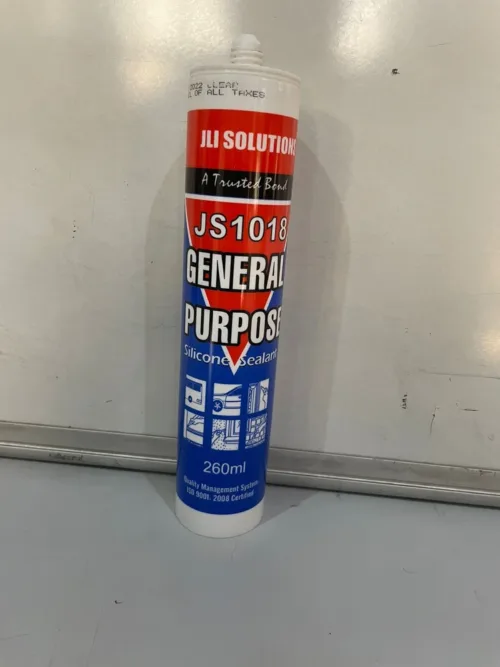 2022 CLEAR
OF ALL TAXES
JLI SOLUTION
A Trusted Bond
JS1018
GENERAL
PURPOSE
Silicone Sealant
260ml
Quality Management System.
ISO 9001: 2008 Certified